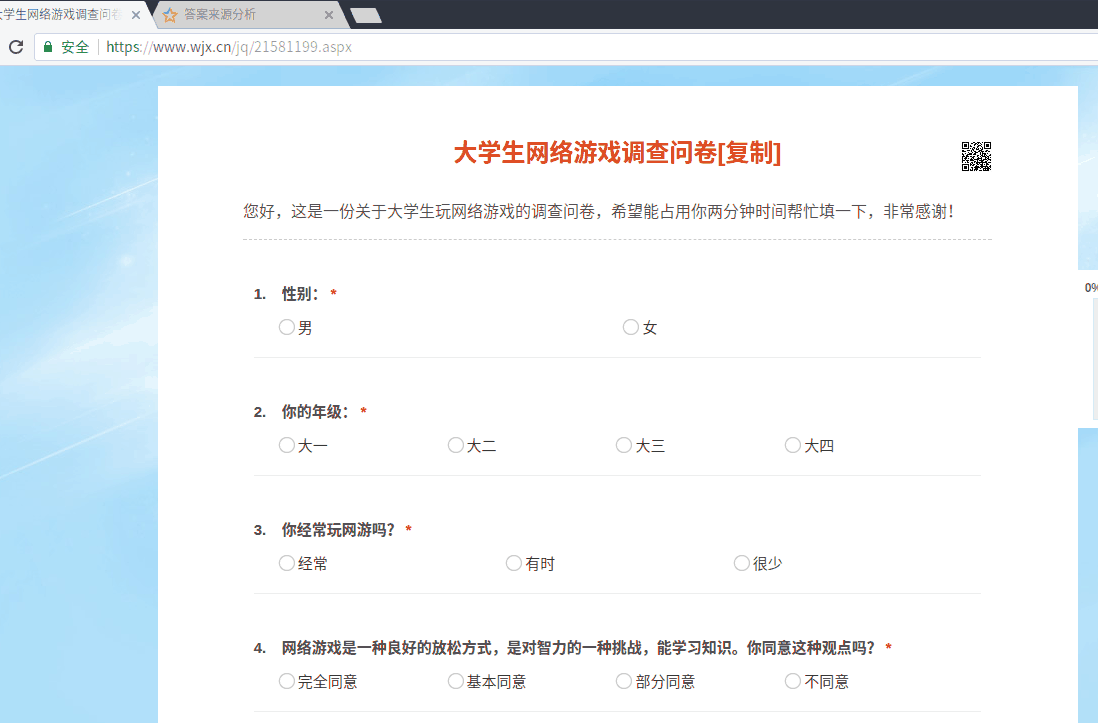 大学生网络游戏调查问卷
答案来源分析
安全
https://www.wjx.cn/jq/21581199.aspx
大学生网络游戏调查问卷[复制]
您好，这是一份关于大学生玩网络游戏的调查问卷，希望能占用你两分钟时间帮忙填一下，非常感谢！
0%
1. 性别： *
男 女
2. 你的年级： *
大一 大二 大三 大四
3. 你经常玩网游吗？ *
经常 有时 很少
4. 网络游戏是一种良好的放松方式，是对智力的一种挑战，能学习知识。你同意这种观点吗？ *
完全同意 基本同意 部分同意 不同意